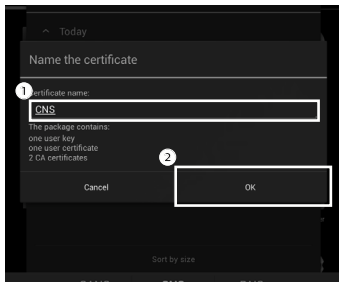 Today
Name the certificate
1
Certificate name:
CNS
The package contains:
one user key
one user certificate
2 CA certificates
2
Cancel
OK
Sort by size